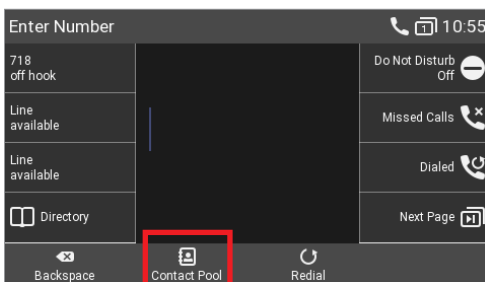 Enter Number
1
10:55
718
off hook
Do Not Disturb
Off
Line
available
Missed Calls
Line
available
Dialed
Directory
Next Page
Backspace
Contact Pool
Redial